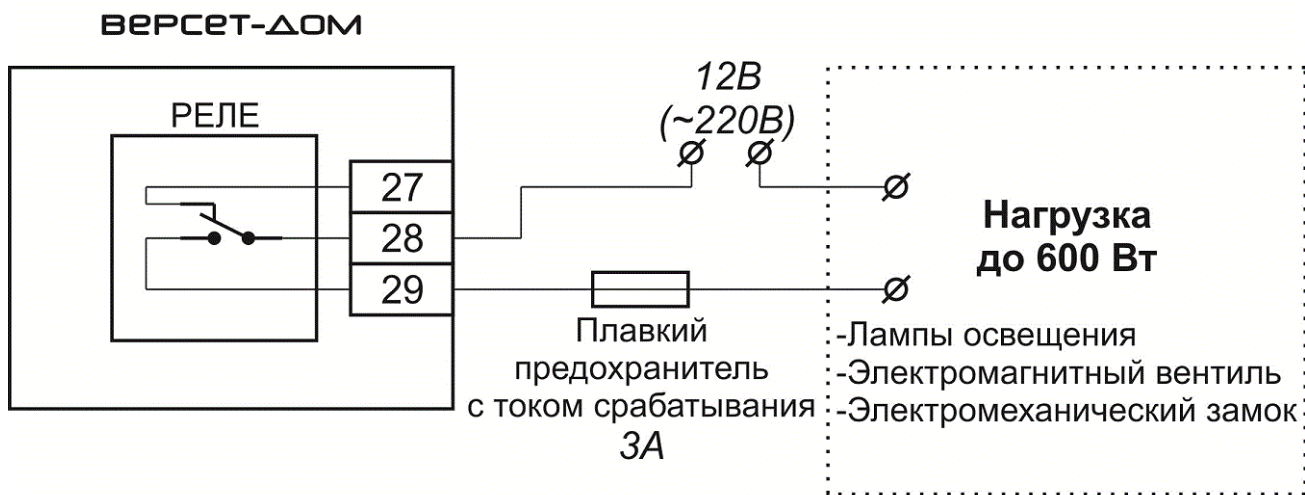 ВЕРСЕТ-ДОМ
РЕЛЕ
27
28
29
12В
(~220В)
Плавкий
предохранитель
с током срабатывания
3А
Нагрузка
до 600 Вт
-Лампы освещения
-Электромагнитный вентиль
-Электромеханический замок